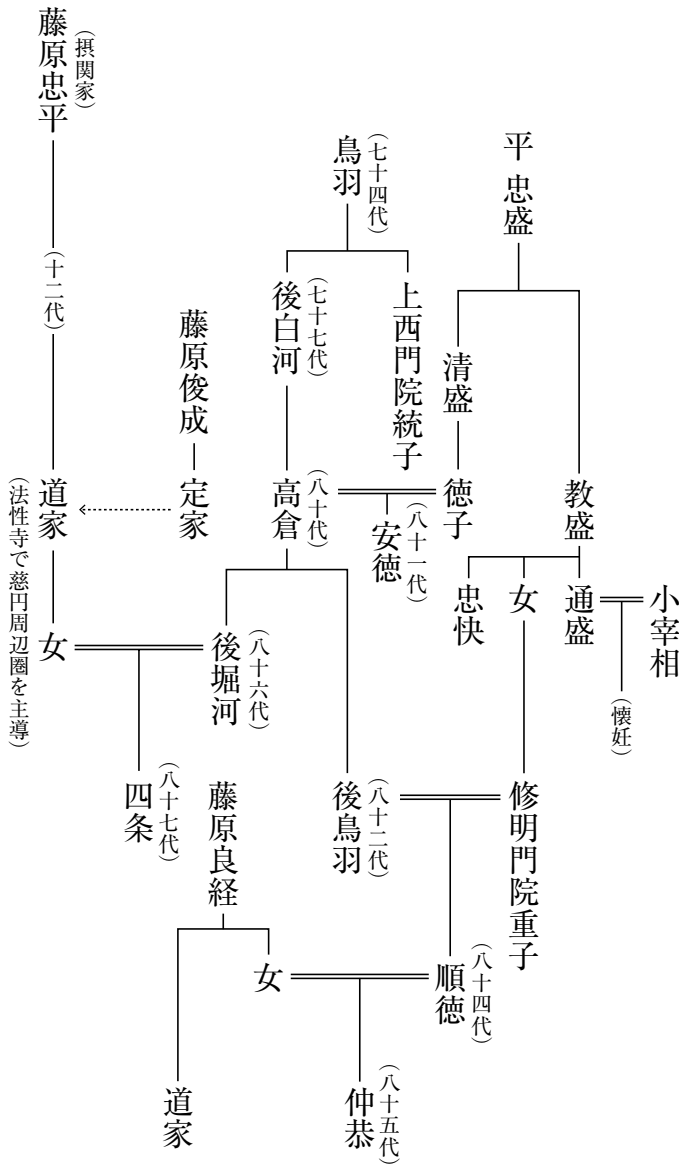 小宰相
(懐妊)
平 忠盛
教盛
通盛
女
忠快
修明門院重子
清盛
徳子
(八十一代)
安徳
上西門院統子
(七十四代)
鳥羽
(七十七代)
後白河
(八十代)
高倉
(八十二代)
後鳥羽
(八十四代)
順徳
(八十五代)
仲恭
女
藤原良経
道家
(八十六代)
後堀河
(八十七代)
四条
藤原俊成
定家
(摂関家)
藤原忠平
(十二代)
道家
(法性寺で慈円周辺圏を主導)
女